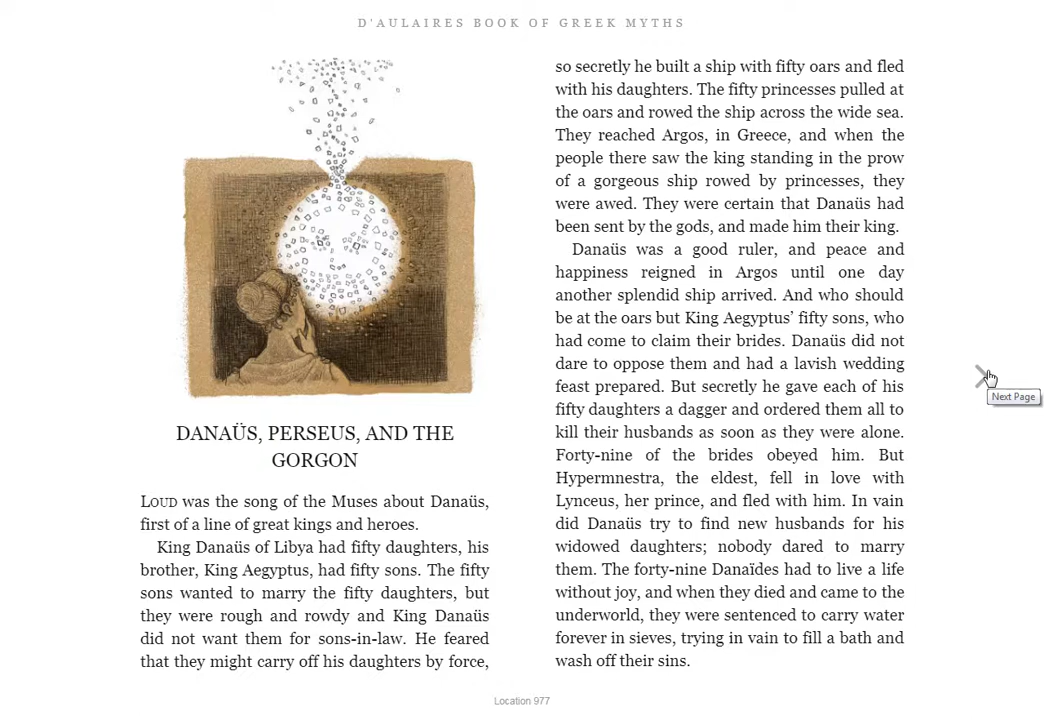 D'AULAIRES BOOK OF GREEK MYTHS
DANAÜS, PERSEUS, AND THE
GORGON
LOUD was the song of the Muses about Danaüs,
first of a line of great kings and heroes.
King Danaüs of Libya had fifty daughters, his
brother, King Aegyptus, had fifty sons. The fifty
sons wanted to marry the fifty daughters, but
they were rough and rowdy and King Danaüs
did not want them for sons-in-law. He feared
that they might carry off his daughters by force,
so secretly he built a ship with fifty oars and fled
with his daughters. The fifty princesses pulled at
the oars and rowed the ship across the wide sea.
They reached Argos, in Greece, and when the
people there saw the king standing in the prow
of a gorgeous ship rowed by princesses, they
were awed. They were certain that Danaüs had
been sent by the gods, and made him their king.
Danaüs was a good ruler, and peace and
happiness reigned in Argos until one day
another splendid ship arrived. And who should
be at the oars but King Aegyptus’ fifty sons, who
had come to claim their brides. Danaüs did not
dare to oppose them and had a lavish wedding
feast prepared. But secretly he gave each of his
fifty daughters a dagger and ordered them all to
kill their husbands as soon as they were alone.
Forty-nine of the brides obeyed him. But
Hypermnestra, the eldest, fell in love with
Lynceus, her prince, and fled with him. In vain
did Danaüs try to find new husbands for his
widowed daughters; nobody dared to marry
them. The forty-nine Danaïdes had to live a life
without joy, and when they died and came to the
underworld, they were sentenced to carry water
forever in sieves, trying in vain to fill a bath and
wash off their sins.
Next Page
Location 977